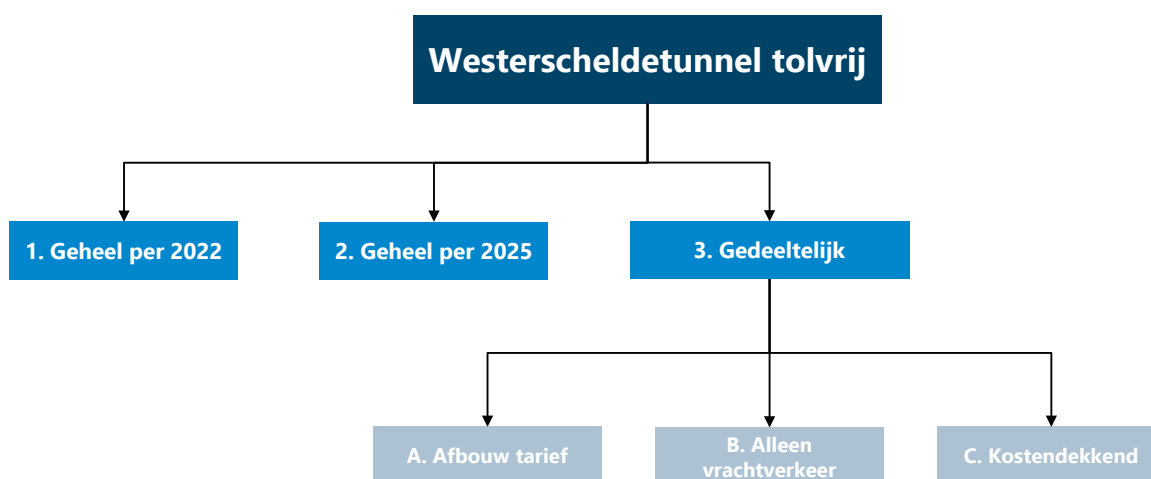 Westerscheldetunnel tolvrij
1. Geheel per 2022
2. Geheel per 2025
3. Gedeeltelijk
A. Afbouw tarief
B. Alleen
vrachtverkeer
C. Kostendekkend